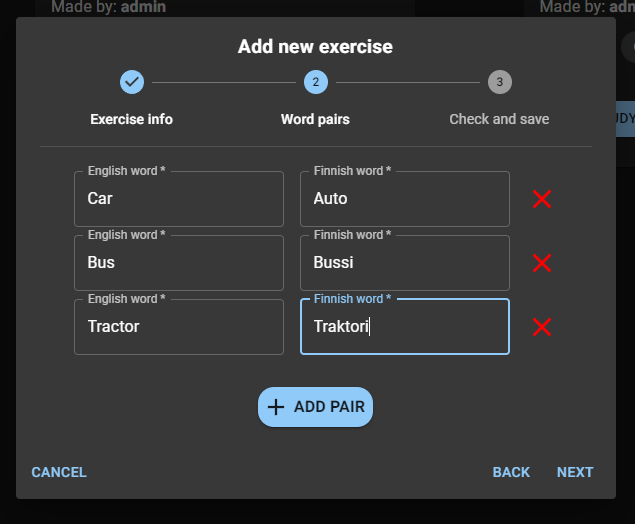 Made by: admin
Made by: adm
Add new exercise
2
3
Exercise info
Word pairs
Check and save
English word *
Finnish word *
Car
Auto
English word *
Finnish word *
Bus
Bussi
English word *
Finnish word *
Tractor
Traktori
ADD PAIR
CANCEL
BACK
NEXT